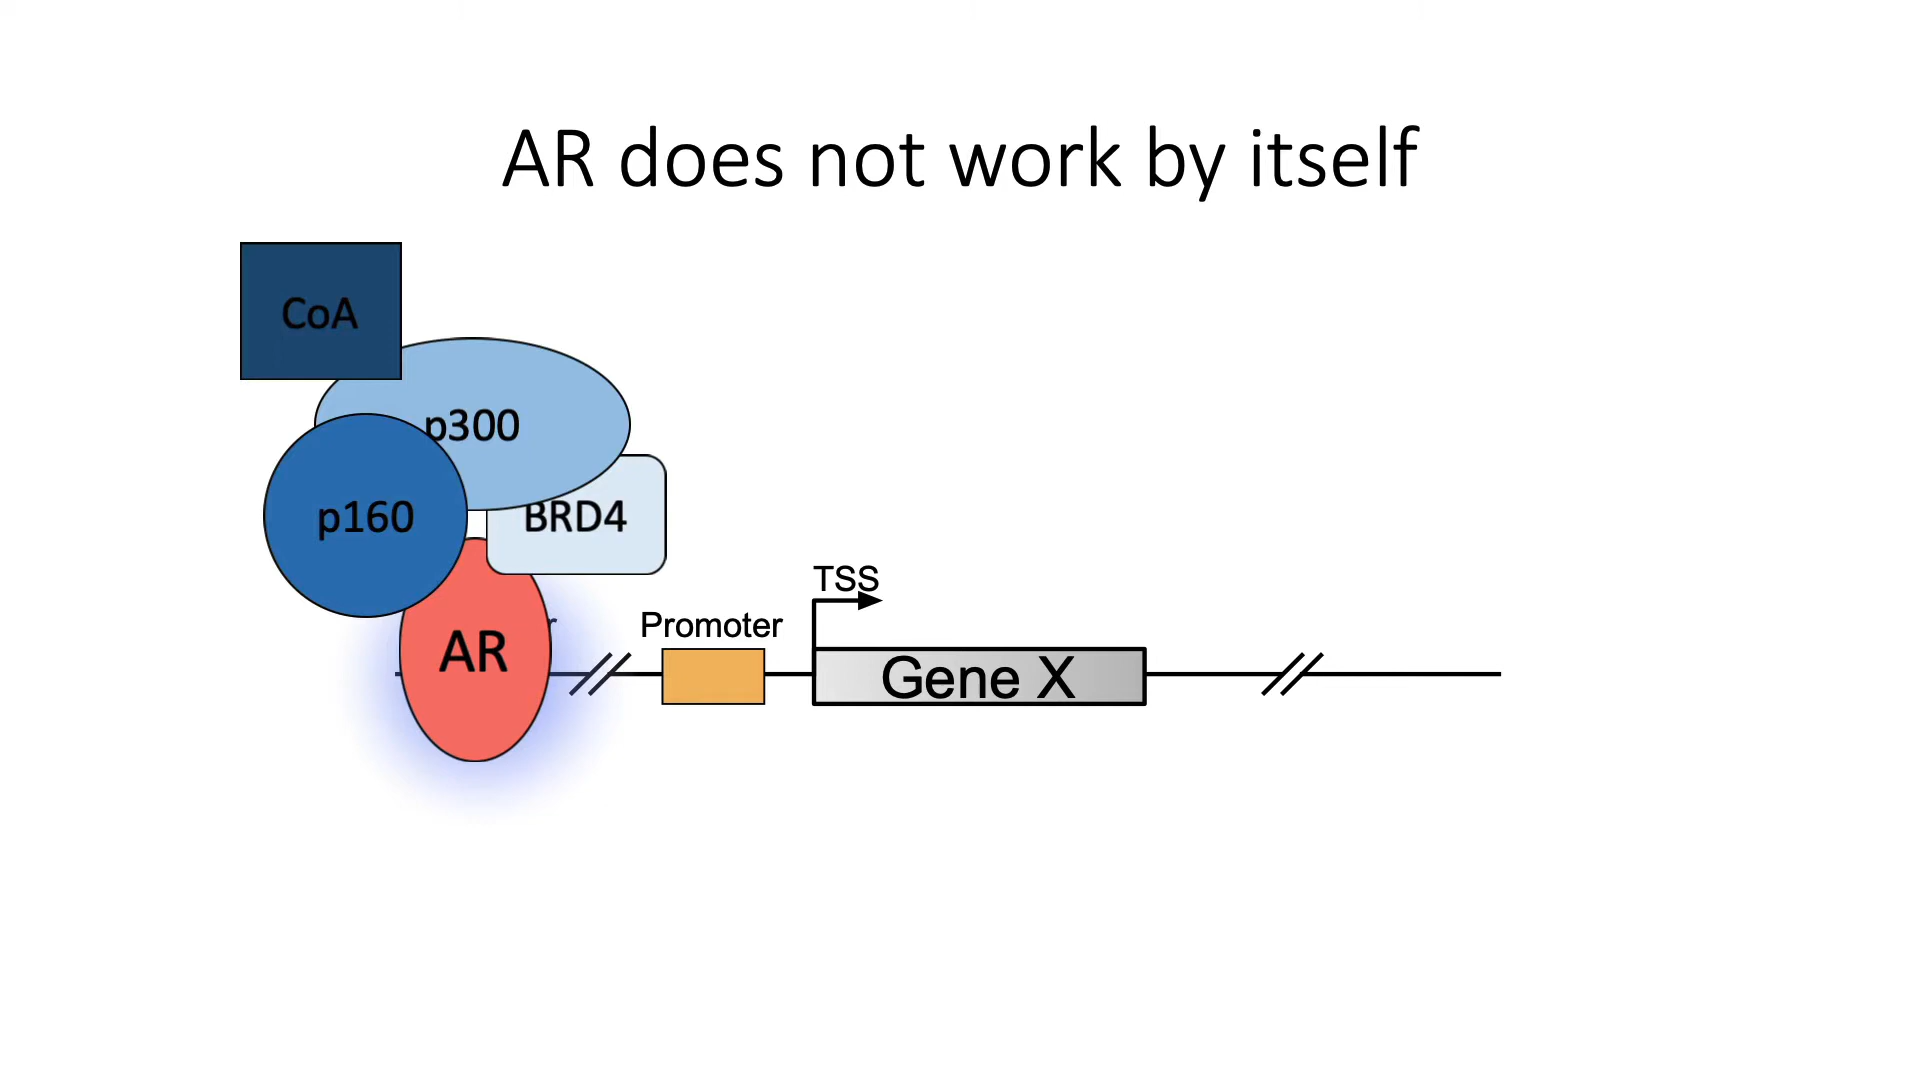 AR does not work by itself
CoA
p300
p160
BRD4
TSS
Promoter
AR
Gene X